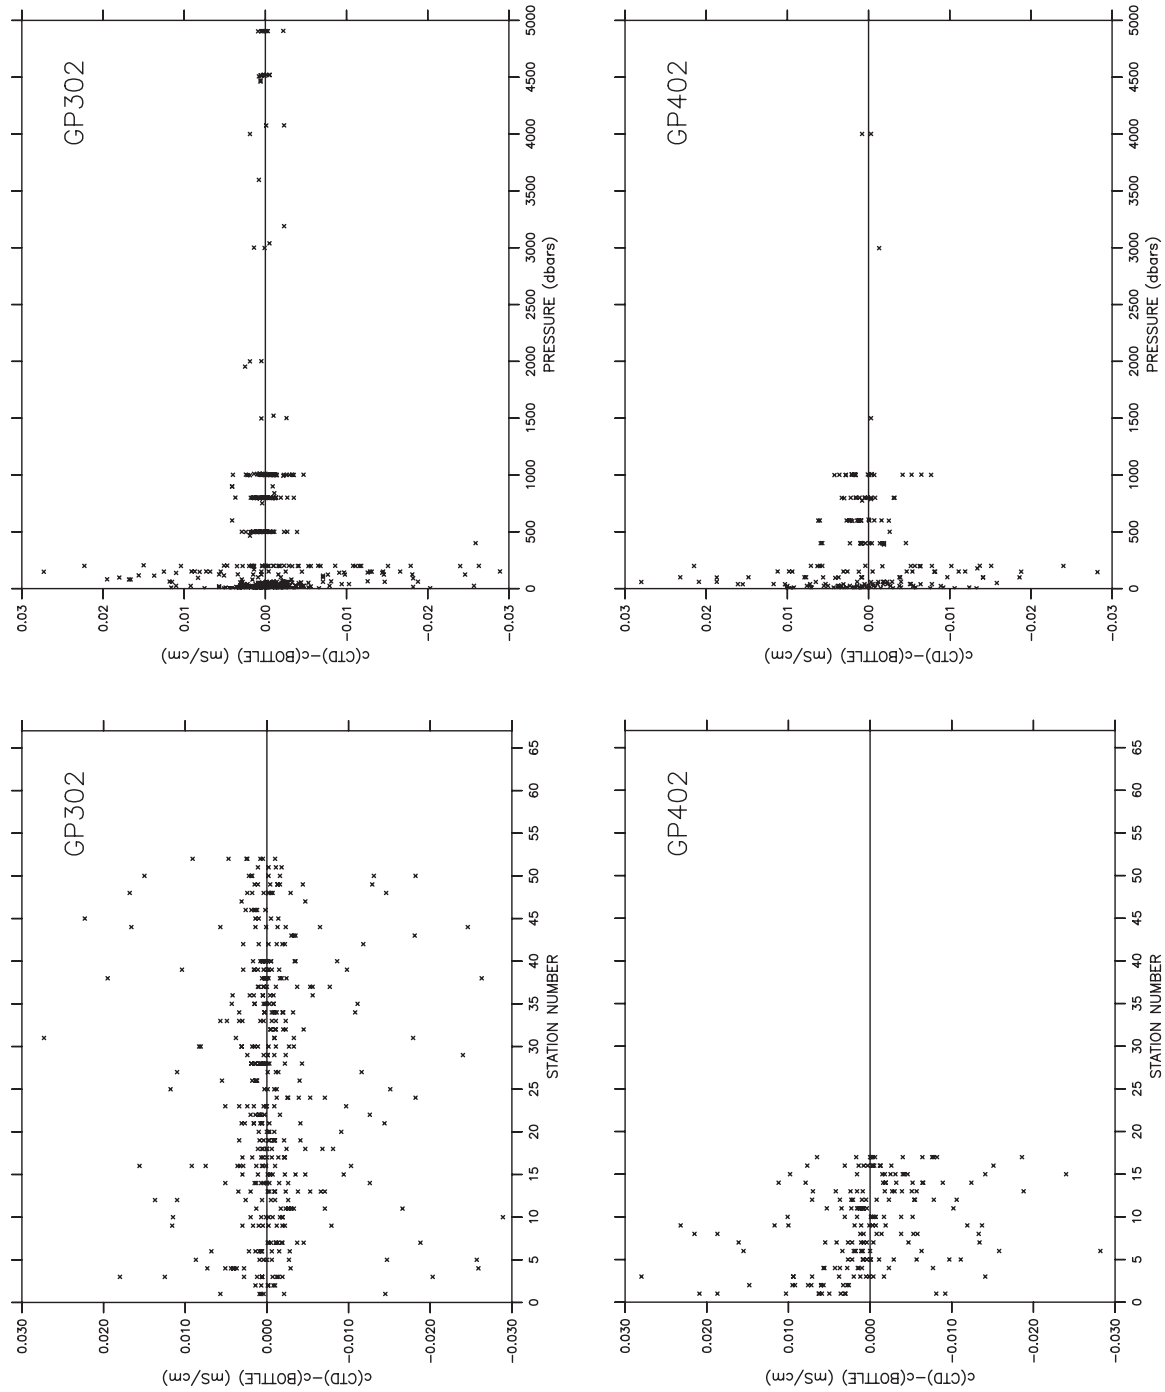 GP302
0.030
0.020
0.010
0.000
-0.010
-0.020
-0.030
c(CTD)-c(BOTTLE) (mS/cm)
0 5 10 15 20 25 30 35 40 45 50 55 60 65
STATION NUMBER
GP302
0.03
0.02
0.01
0.00
-0.01
-0.02
-0.03
c(CTD)-c(BOTTLE) (mS/cm)
0 500 1000 1500 2000 2500 3000 3500 4000 4500 5000
PRESSURE (dbars)
GP402
0.030
0.020
0.010
0.000
-0.010
-0.020
-0.030
c(CTD)-c(BOTTLE) (mS/cm)
0 5 10 15 20 25 30 35 40 45 50 55 60 65
STATION NUMBER
GP402
0.03
0.02
0.01
0.00
-0.01
-0.02
-0.03
c(CTD)-c(BOTTLE) (mS/cm)
0 500 1000 1500 2000 2500 3000 3500 4000 4500 5000
PRESSURE (dbars)